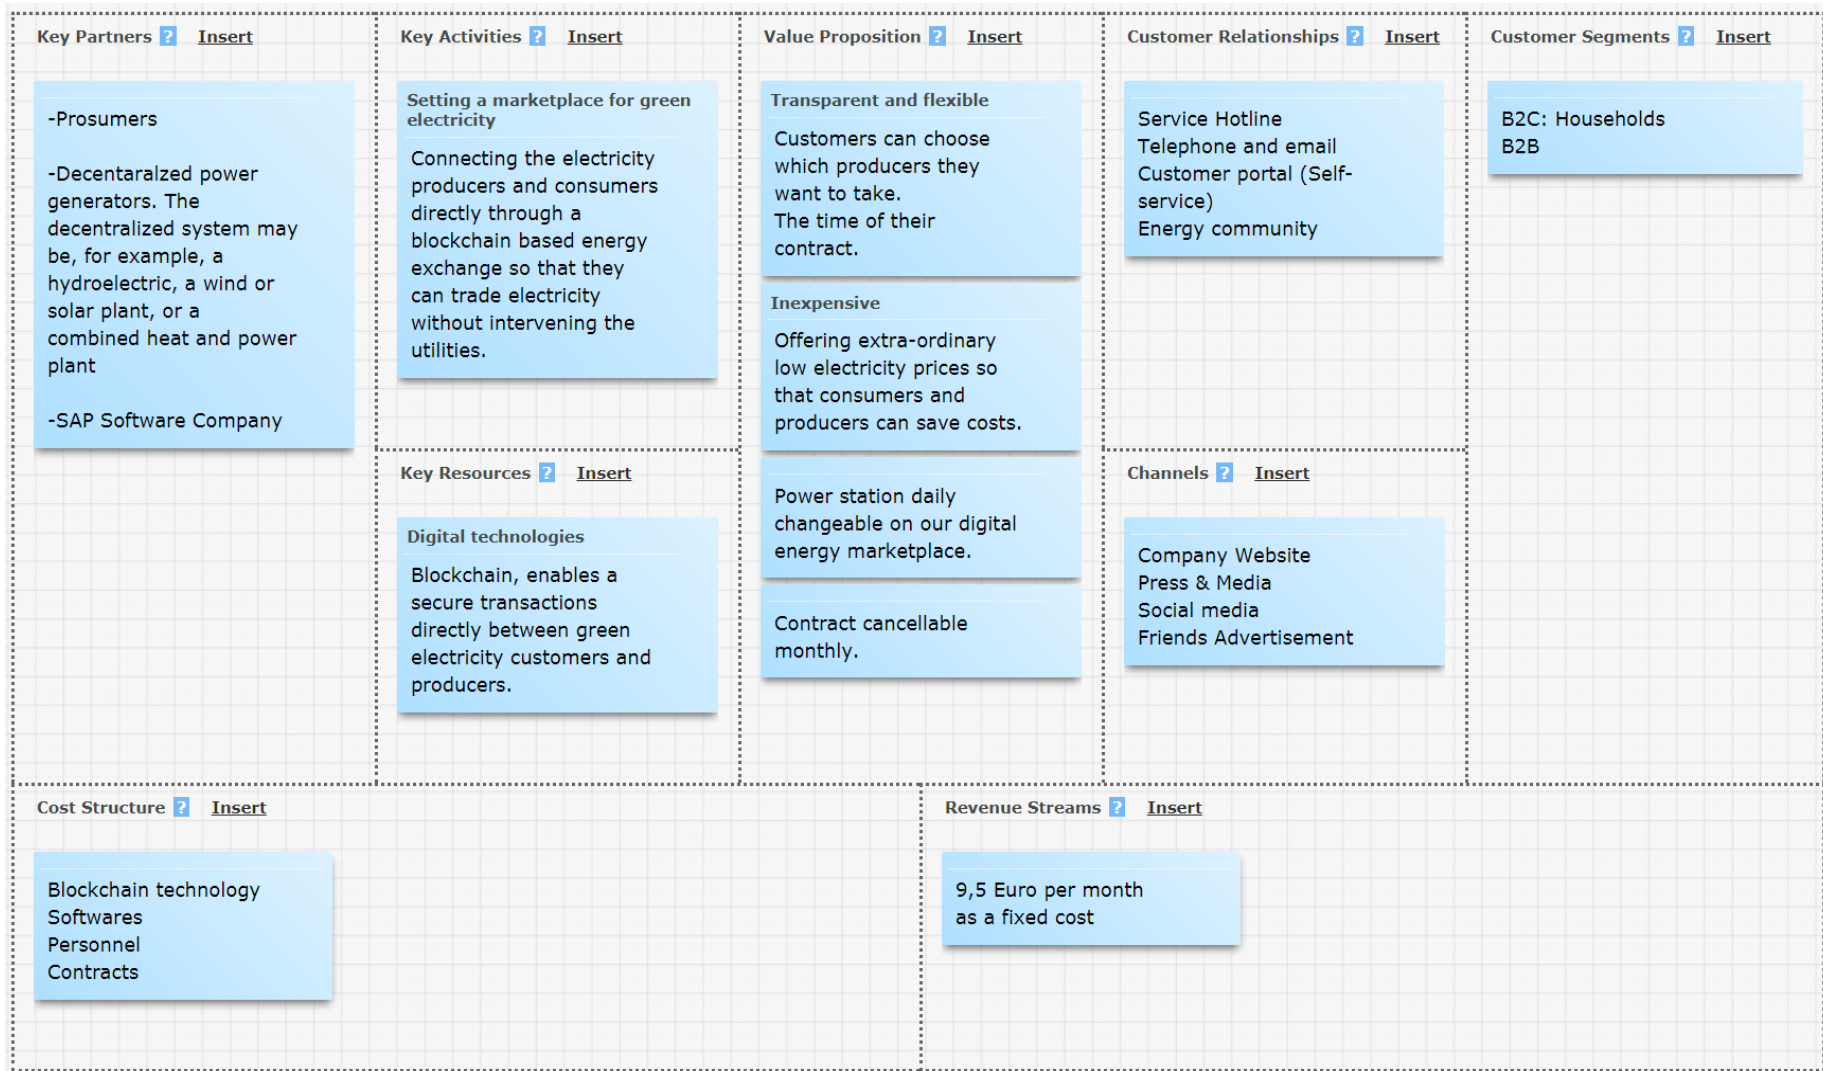 Key Partners ? Insert
-Prosumers
-Decentaralzed power
generators. The
decentralized system may
be, for example, a
hydroelectric, a wind or
solar plant, or a
combined heat and power
plant
-SAP Software Company
Key Activities ? Insert
Setting a marketplace for green
electricity
Connecting the electricity
producers and consumers
directly through a
blockchain based energy
exchange so that they
can trade electricity
without intervening the
utilities.
Key Resources ? Insert
Digital technologies
Blockchain, enables a
secure transactions
directly between green
electricity customers and
producers.
Value Proposition ? Insert
Transparent and flexible
Customers can choose
which producers they
want to take.
The time of their
contract.
Inexpensive
Offering extra-ordinary
low electricity prices so
that consumers and
producers can save costs.
Power station daily
changeable on our digital
energy marketplace.
Contract cancellable
monthly.
Customer Relationships ? Insert
Service Hotline
Telephone and email
Customer portal (Self-
service)
Energy community
Channels ? Insert
Company Website
Press & Media
Social media
Friends Advertisement
Customer Segments ? Insert
B2C: Households
B2B
Cost Structure ? Insert
Blockchain technology
Softwares
Personnel
Contracts
Revenue Streams ? Insert
9,5 Euro per month
as a fixed cost